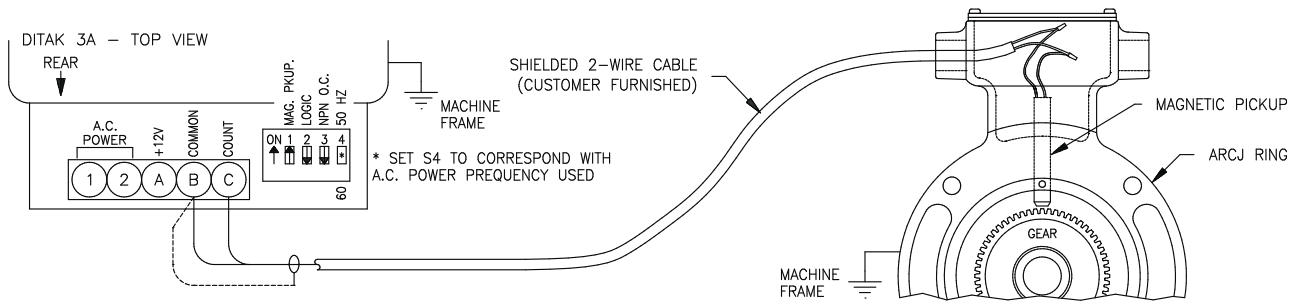 DITAK 3A – TOP VIEW
REAR
MAG. PKUP.
LOGIC
NPN O.C.
50 HZ
MACHINE
FRAME
A.C.
POWER
+12V
COMMON
COUNT
ON 1 2 3 4
*
60
* SET S4 TO CORRESPOND WITH
A.C. POWER PREQUENCY USED
1 2 A B C
SHIELDED 2–WIRE CABLE
(CUSTOMER FURNISHED)
MAGNETIC PICKUP
ARCJ RING
GEAR
MACHINE
FRAME